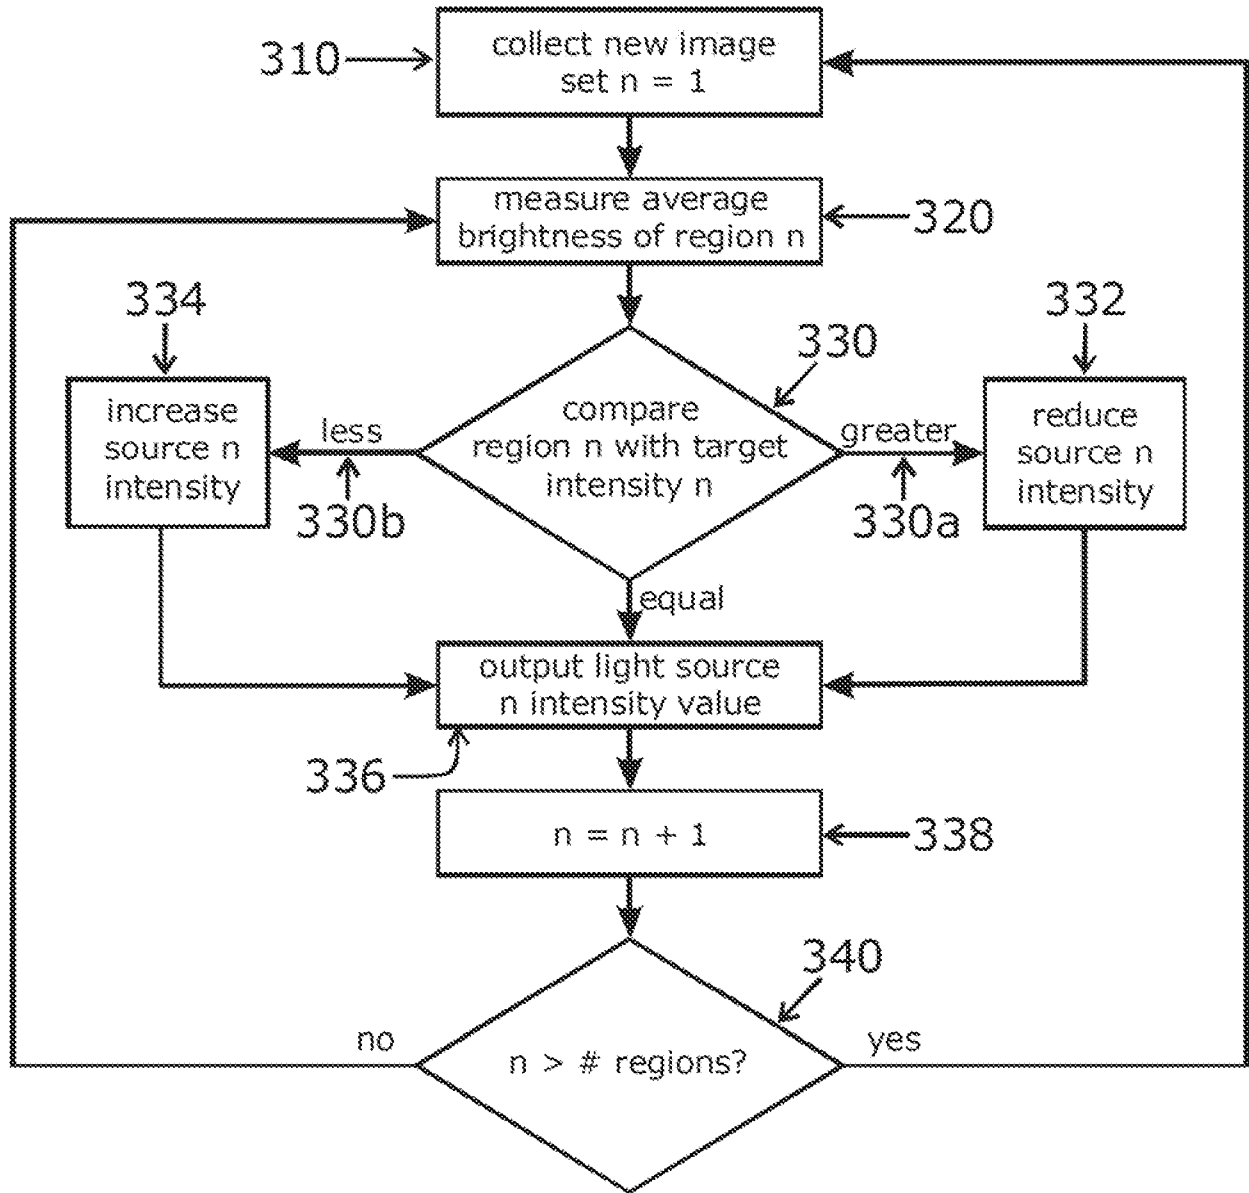 310
collect new image
set n = 1
measure average
brightness of region n
320
334
332
330
increase
source n
intensity
less
compare
region n with target
intensity n
greater
reduce
source n
intensity
330b
330a
equal
output light source
n intensity value
336
n = n + 1
338
340
no
n > # regions?
yes